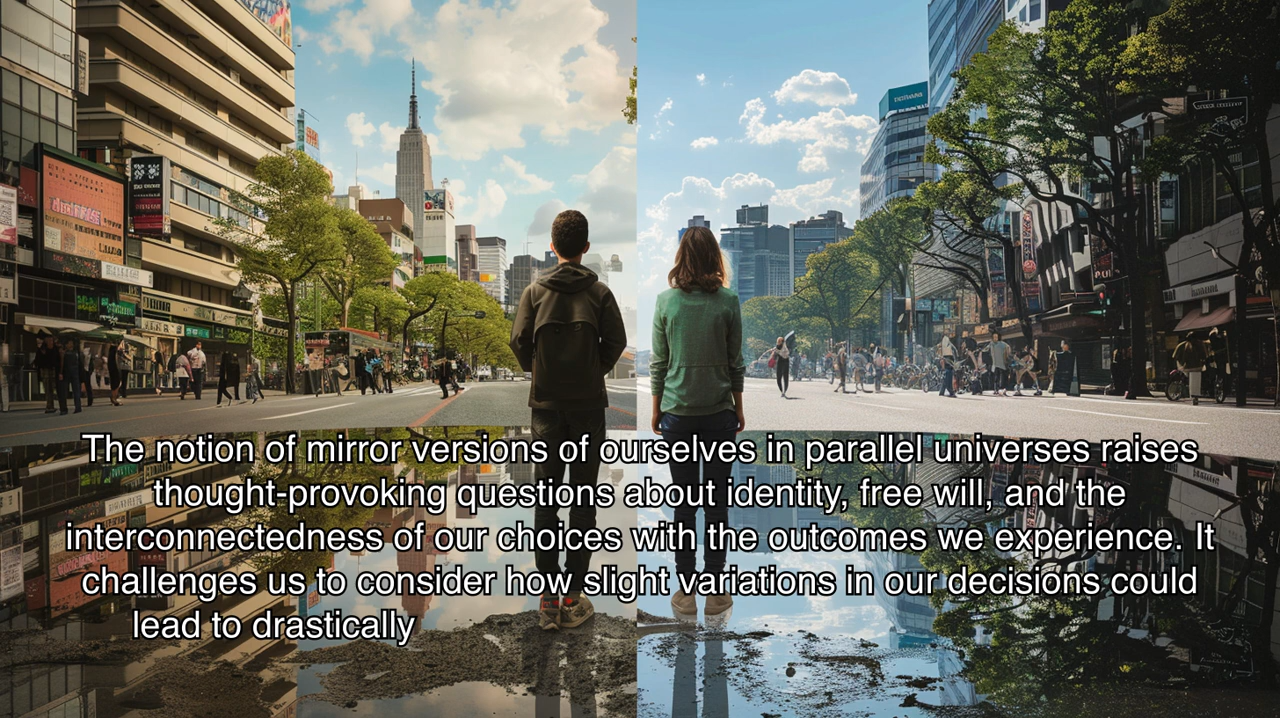 The notion of mirror versions of ourselves in parallel universes raises
thought-provoking questions about identity, free will, and the
interconnectedness of our choices with the outcomes we experience. It
challenges us to consider how slight variations in our decisions could
lead to drastically